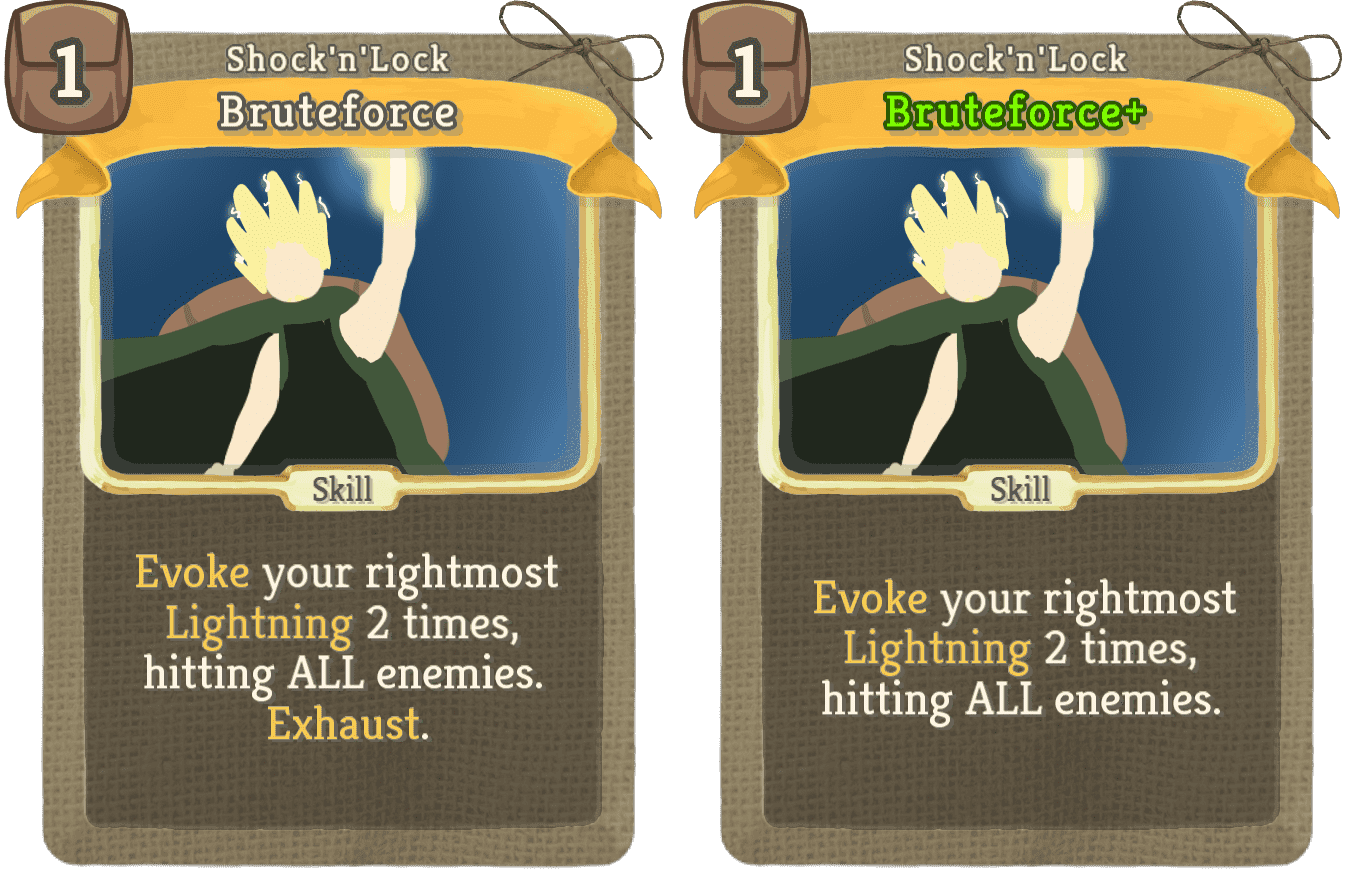 1
Shock'n'Lock
Bruteforce
Skill
Evoke your rightmost
Lightning 2 times,
hitting ALL enemies.
Exhaust.
1
Shock'n'Lock
Bruteforce+
Skill
Evoke your rightmost
Lightning 2 times,
hitting ALL enemies.